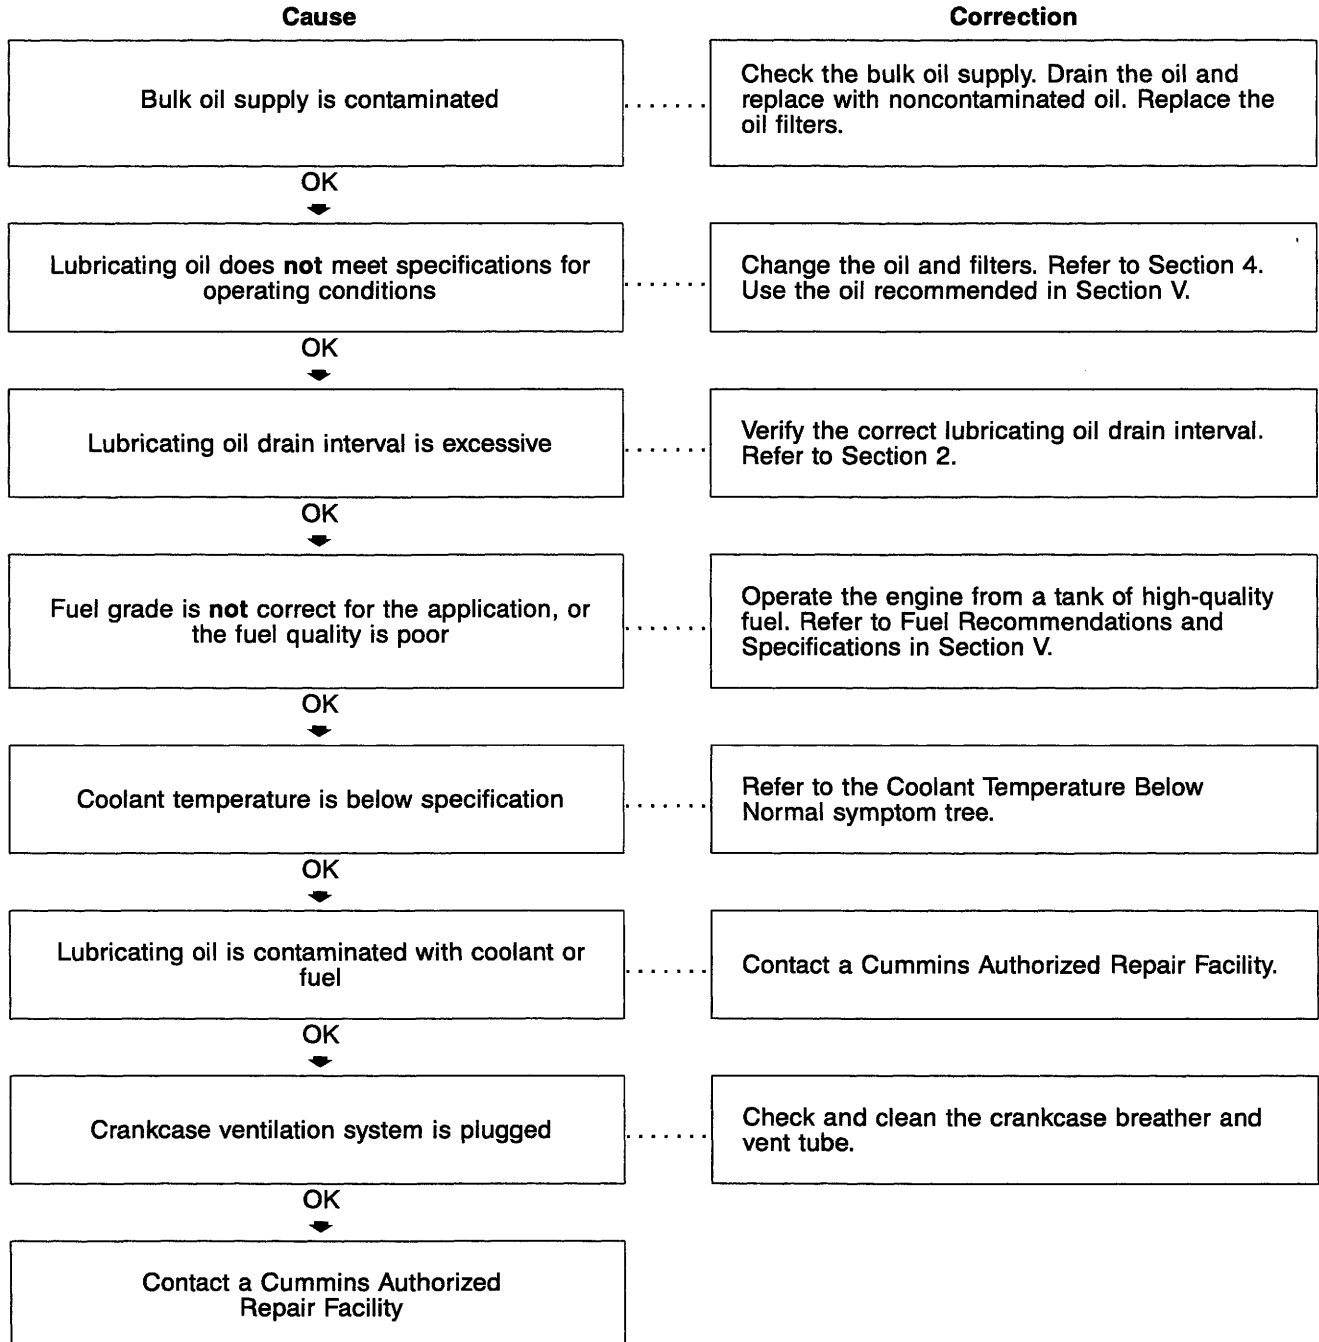 Cause
Correction
Bulk oil supply is contaminated
.......
Check the bulk oil supply. Drain the oil and
replace with noncontaminated oil. Replace the
oil filters.
OK
Lubricating oil does not meet specifications for
operating conditions
.......
Change the oil and filters. Refer to Section 4.
Use the oil recommended in Section V.
OK
Lubricating oil drain interval is excessive
.......
Verify the correct lubricating oil drain interval.
Refer to Section 2.
OK
Fuel grade is not correct for the application, or
the fuel quality is poor
.......
Operate the engine from a tank of high-quality
fuel. Refer to Fuel Recommendations and
Specifications in Section V.
OK
Coolant temperature is below specification
.......
Refer to the Coolant Temperature Below
Normal symptom tree.
OK
Lubricating oil is contaminated with coolant or
fuel
.......
Contact a Cummins Authorized Repair Facility.
OK
Crankcase ventilation system is plugged
.......
Check and clean the crankcase breather and
vent tube.
OK
Contact a Cummins Authorized
Repair Facility